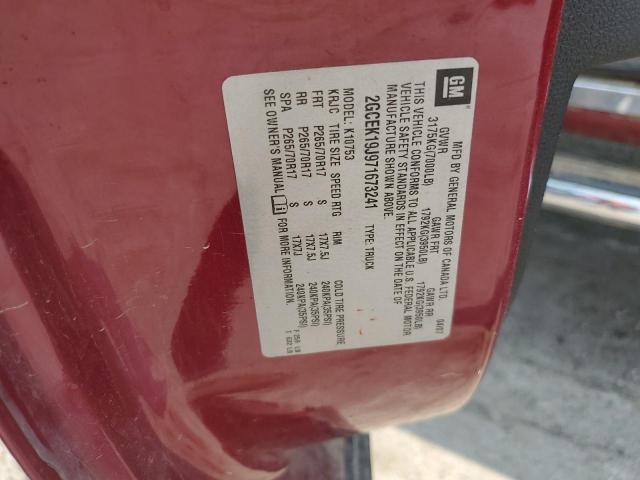 GM
MFD BY GENERAL MOTORS OF CANADA LTD.
04/07
GVWR GAWR FRT GAWR RR
3175KG(7000LB) 1792KG(3950LB) 1792KG(3950LB)
THIS VEHICLE CONFORMS TO ALL APPLICABLE U.S. FEDERAL MOTOR
VEHICLE SAFETY STANDARDS IN EFFECT ON THE DATE OF
MANUFACTURE SHOWN ABOVE.
2GCEK19J971673241 TYPE: TRUCK
MODEL: K10753
KRJC TIRE SIZE SPEED RTG RIM COLD TIRE PRESSURE
FRT P265/70R17 S 17X7.5J 240KPA(35PSI)
RR P265/70R17 S 17X7.5J 240KPA(35PSI)
SPA P265/70R17 S 17X7J 240KPA(35PSI)
SEE OWNER'S MANUAL FOR MORE INFORMATION.